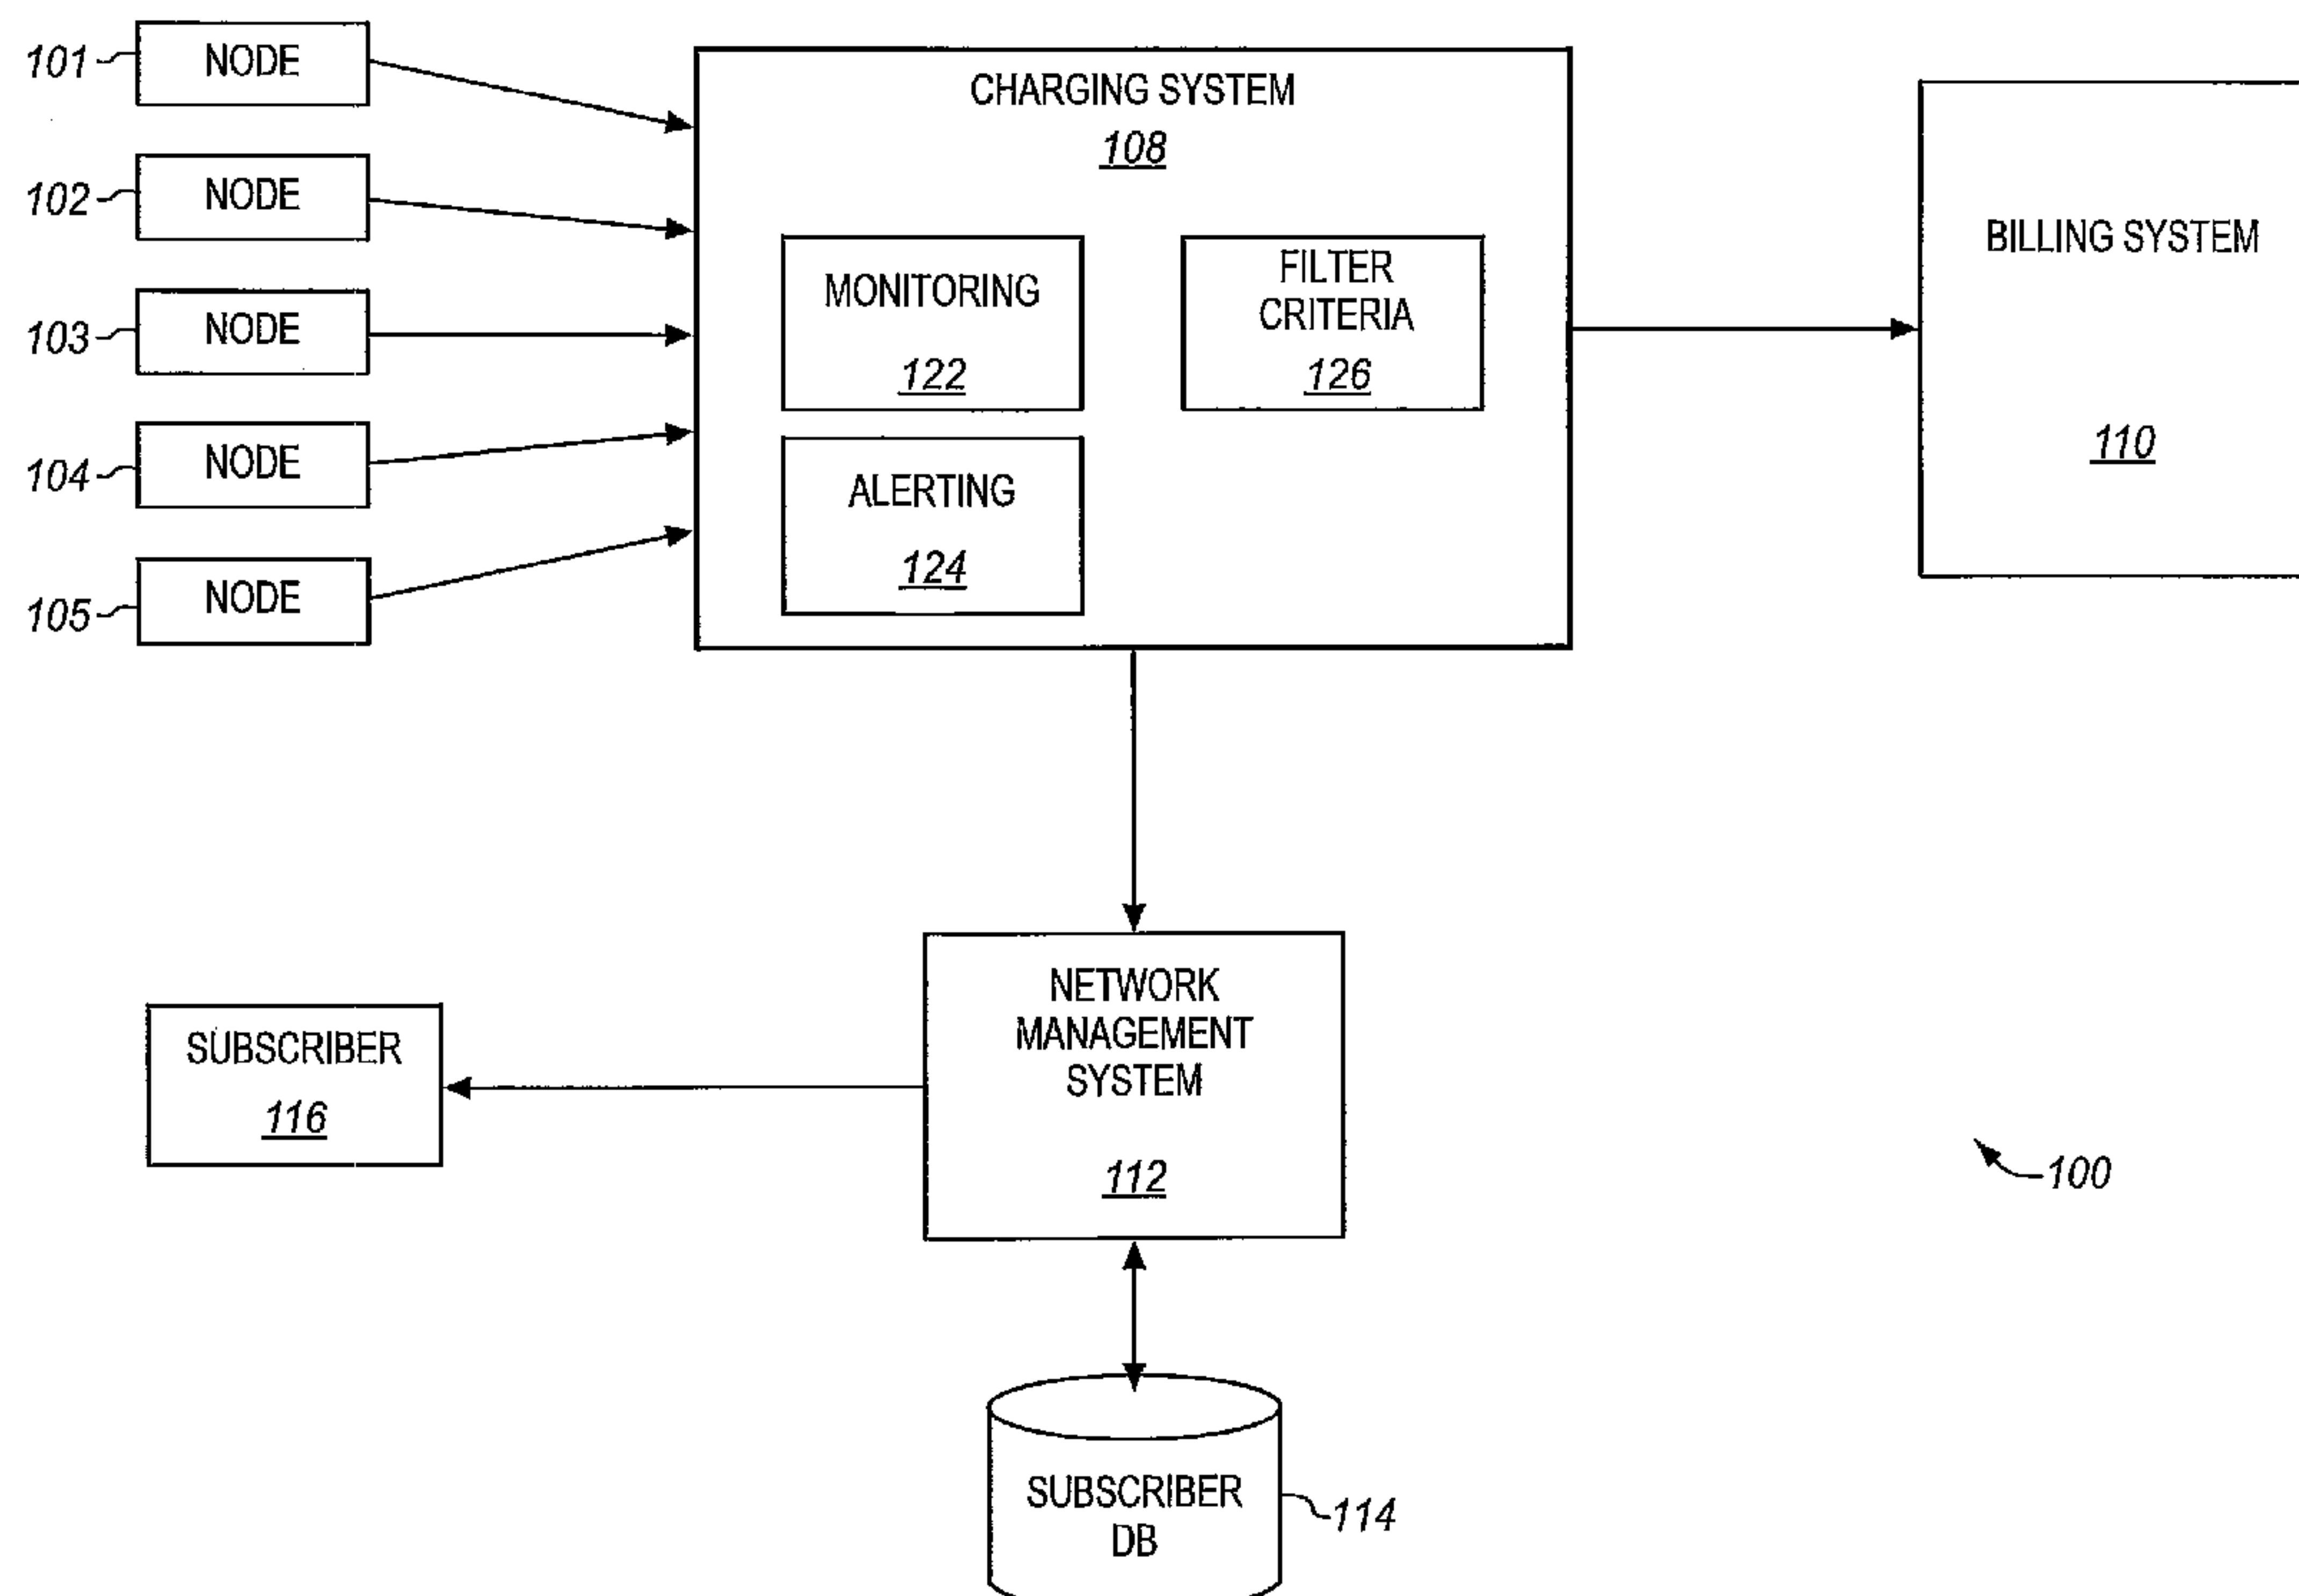 101
NODE
102
NODE
103
NODE
104
NODE
105
NODE
CHARGING SYSTEM
108
MONITORING
122
FILTER
CRITERIA
126
ALERTING
124
BILLING SYSTEM
110
NETWORK
MANAGEMENT
SYSTEM
112
SUBSCRIBER
116
100
SUBSCRIBER
DB
114